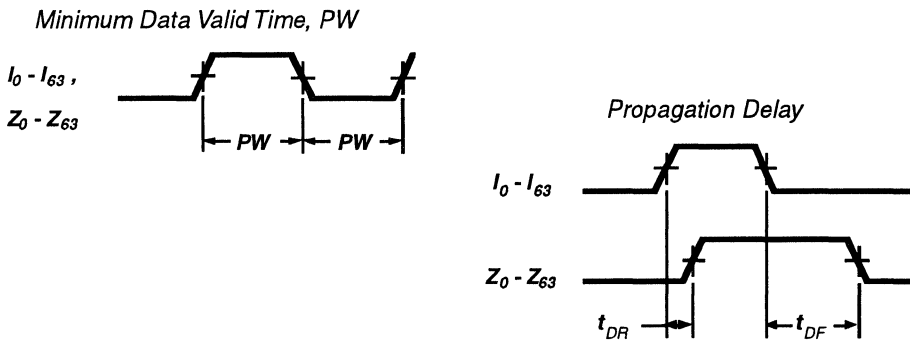 Minimum Data Valid Time, PW
I0 - I63 ,
Z0 - Z63
PW
PW
Propagation Delay
I0 - I63
Z0 - Z63
tDR
tDF